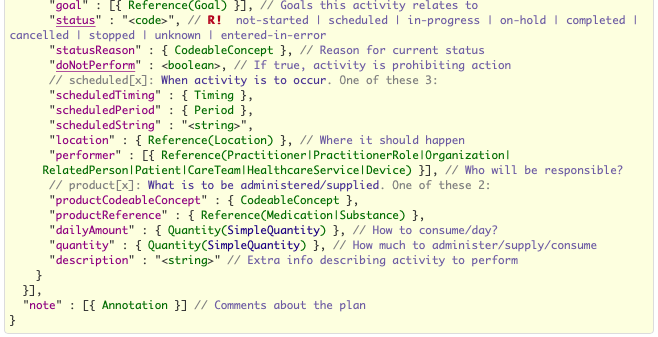 "goal" : [{ Reference(Goal) }], // Goals this activity relates to
"status" : "<code>", // R!  not-started | scheduled | in-progress | on-hold | completed |
cancelled | stopped | unknown | entered-in-error
"statusReason" : { CodeableConcept }, // Reason for current status
"doNotPerform" : <boolean>, // If true, activity is prohibiting action
// scheduled[x]: When activity is to occur. One of these 3:
"scheduledTiming" : { Timing },
"scheduledPeriod" : { Period },
"scheduledString" : "<string>",
"location" : { Reference(Location) }, // Where it should happen
"performer" : [{ Reference(Practitioner|PractitionerRole|Organization|
RelatedPerson|Patient|CareTeam|HealthcareService|Device) }], // Who will be responsible?
// product[x]: What is to be administered/supplied. One of these 2:
"productCodeableConcept" : { CodeableConcept },
"productReference" : { Reference(Medication|Substance) },
"dailyAmount" : { Quantity(SimpleQuantity) }, // How to consume/day?
"quantity" : { Quantity(SimpleQuantity) }, // How much to administer/supply/consume
"description" : "<string>" // Extra info describing activity to perform
}
}],
"note" : [{ Annotation }] // Comments about the plan
}